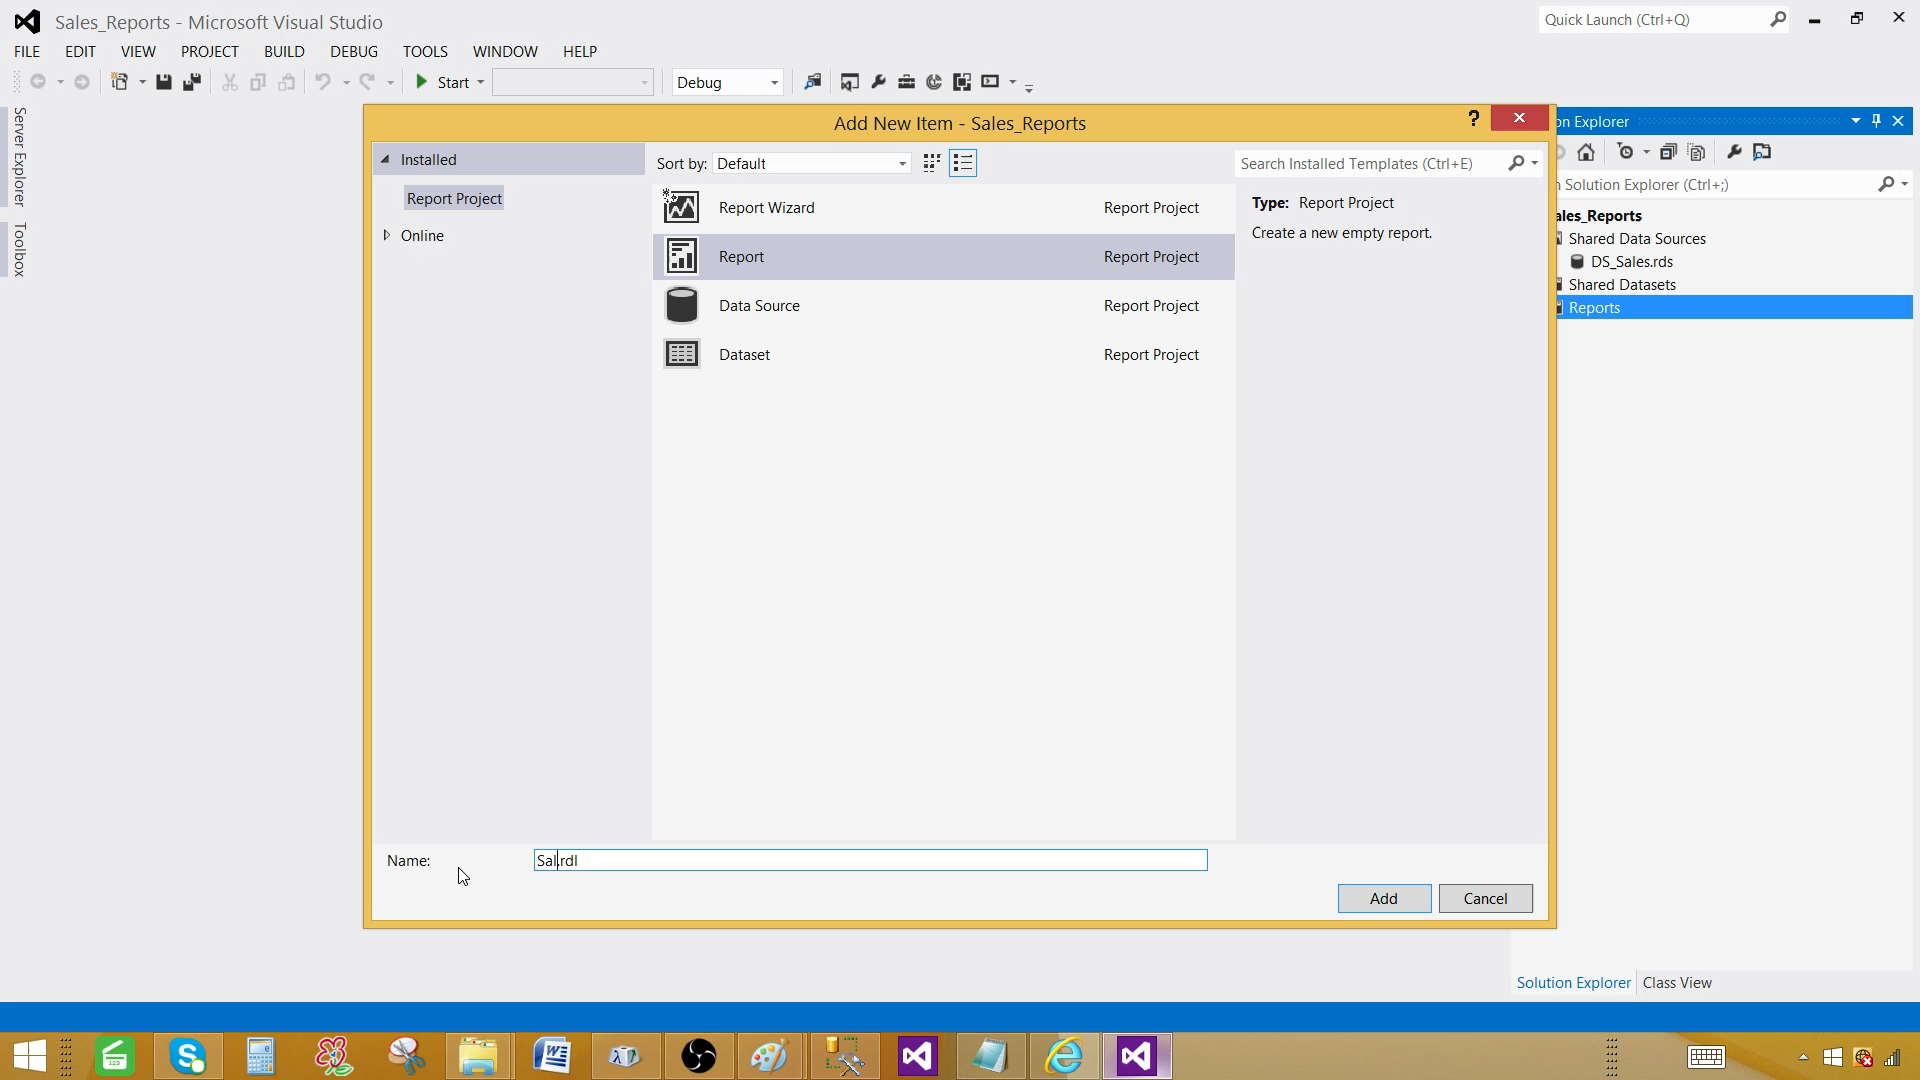 Sales_Reports - Microsoft Visual Studio
Quick Launch (Ctrl+Q)
FILE EDIT VIEW PROJECT BUILD DEBUG TOOLS WINDOW HELP
Start
Debug
Server Explorer
Toolbox
Add New Item - Sales_Reports
?
Installed
Report Project
Online
Sort by: Default
Search Installed Templates (Ctrl+E)
Report Wizard Report Project
Report Report Project
Data Source Report Project
Dataset Report Project
Type: Report Project
Create a new empty report.
Name: Sal.rdl
Add Cancel
on Explorer
Solution Explorer (Ctrl+;)
ales_Reports
Shared Data Sources
DS_Sales.rds
Shared Datasets
Reports
Solution Explorer Class View